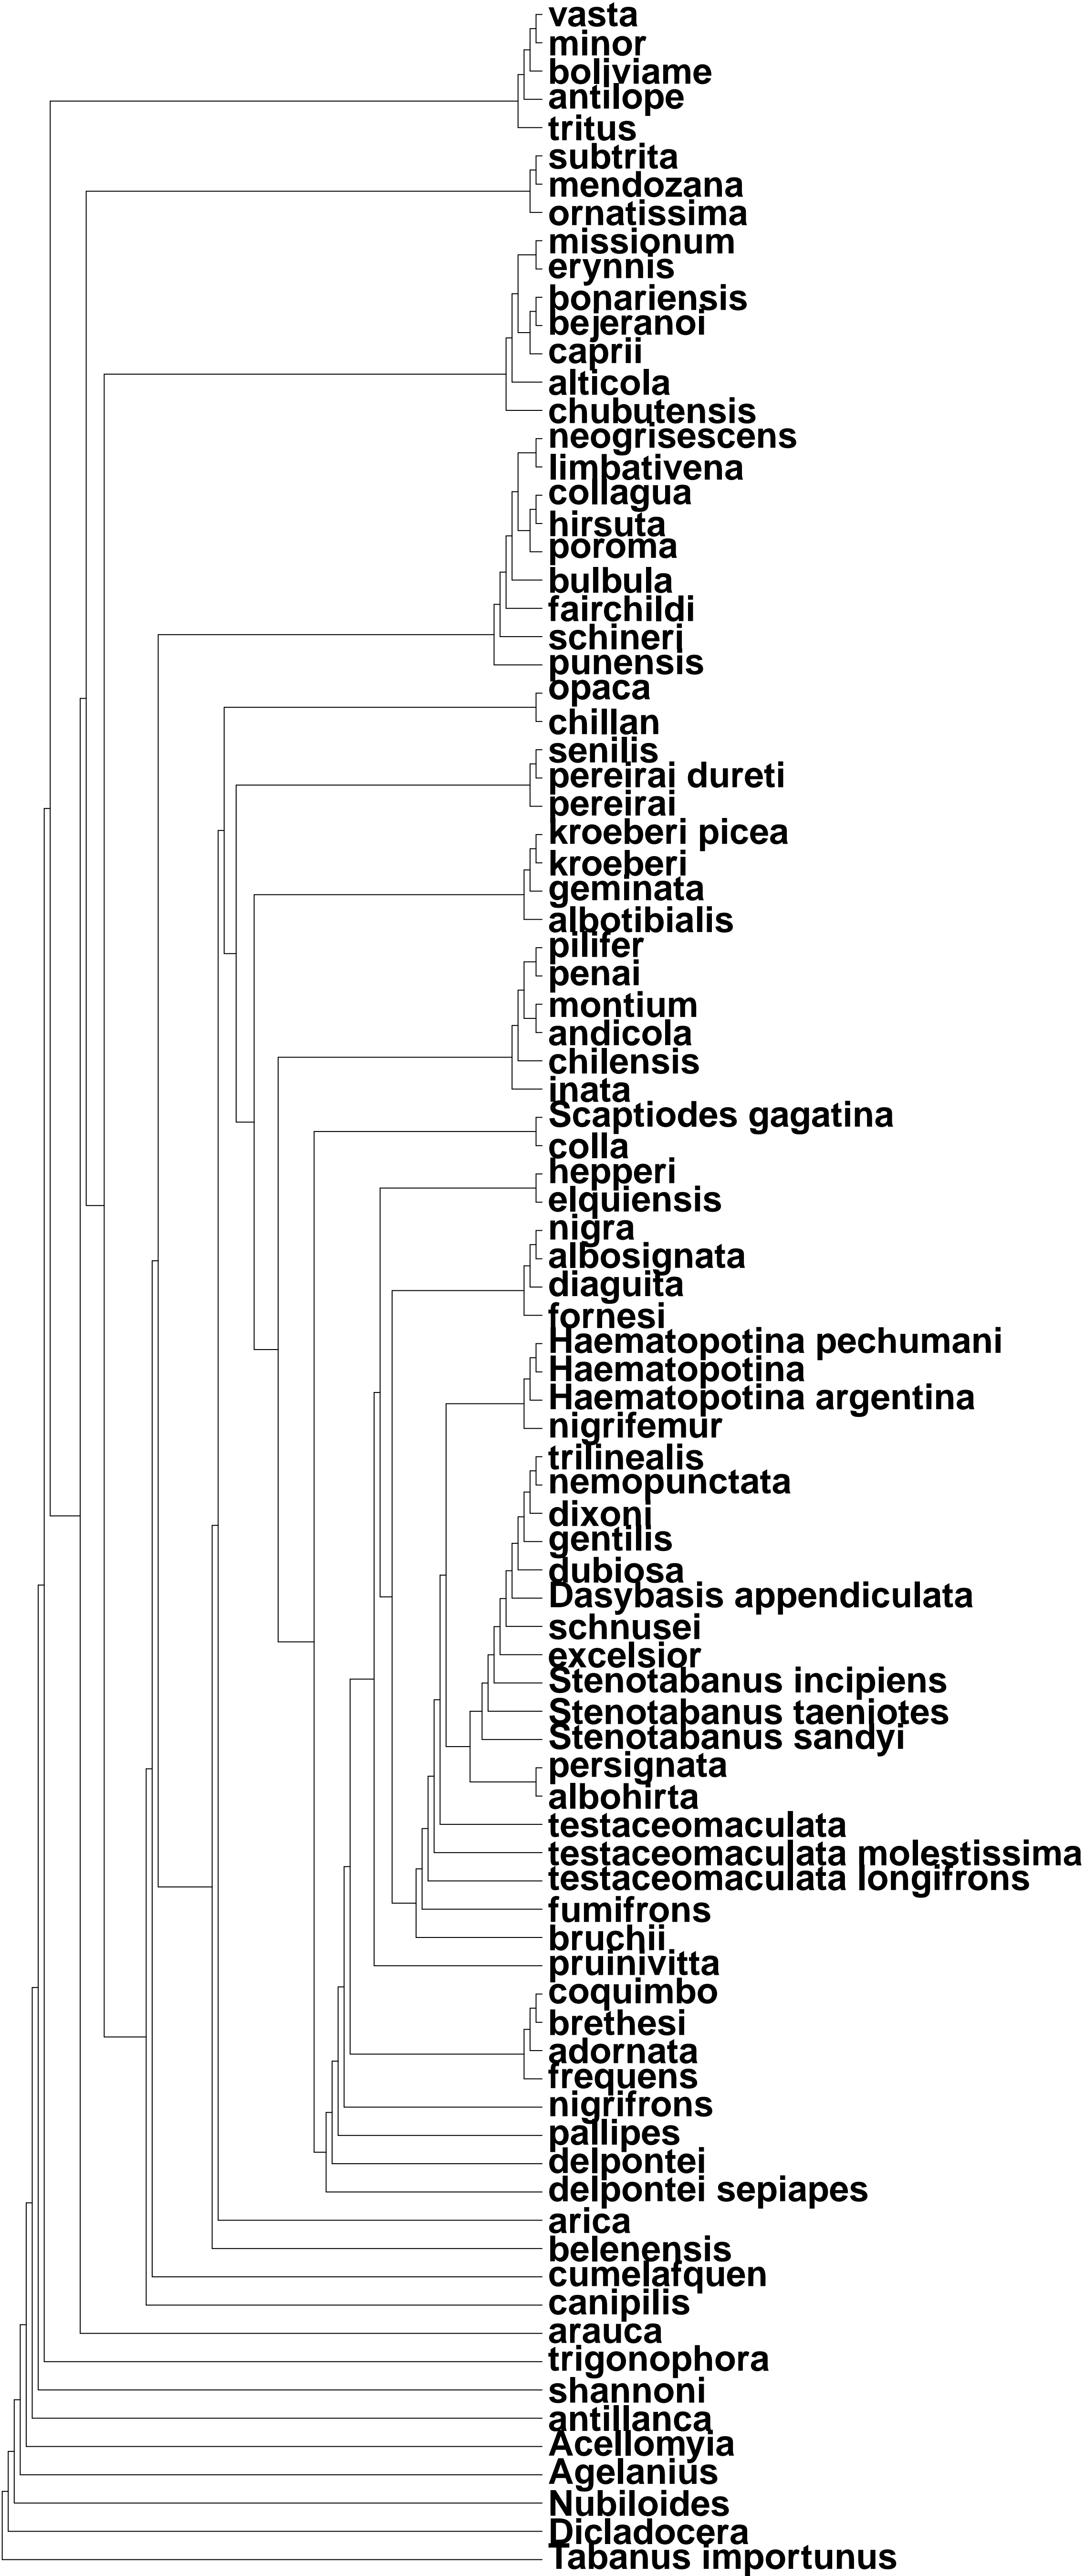 vasta
minor
boliviame
antilope
tritus
subtrita
mendozana
ornatissima
missionum
erynnis
bonariensis
bejeranoi
caprii
alticola
chubutensis
neogrisescens
limbativena
collagua
hirsuta
poroma
bulbula
fairchildi
schineri
punensis
opaca
chillan
senilis
pereirai dureti
pereirai
kroeberi picea
kroeberi
geminata
albotibialis
pilifer
penai
montium
andicola
chilensis
inata
Scaptiodes gagatina
colla
hepperi
elquiensis
nigra
albosignata
diaguita
fornesi
Haematopotina pechumani
Haematopotina
Haematopotina argentina
nigrifemur
trilinealis
nemopunctata
dixoni
gentilis
dubiosa
Dasybasis appendiculata
schnusei
excelsior
Stenotabanus incipiens
Stenotabanus taeniotes
Stenotabanus sandyi
persignata
albohirta
testaceomaculata
testaceomaculata molestissima
testaceomaculata longifrons
fumifrons
bruchii
pruinivitta
coquimbo
brethesi
adornata
frequens
nigrifrons
pallipes
delpontei
delpontei sepiapes
arica
belenensis
cumelafquen
canipilis
arauca
trigonophora
shannoni
antillanca
Acellomyia
Agelanius
Nubiloides
Dicladocera
Tabanus importunus